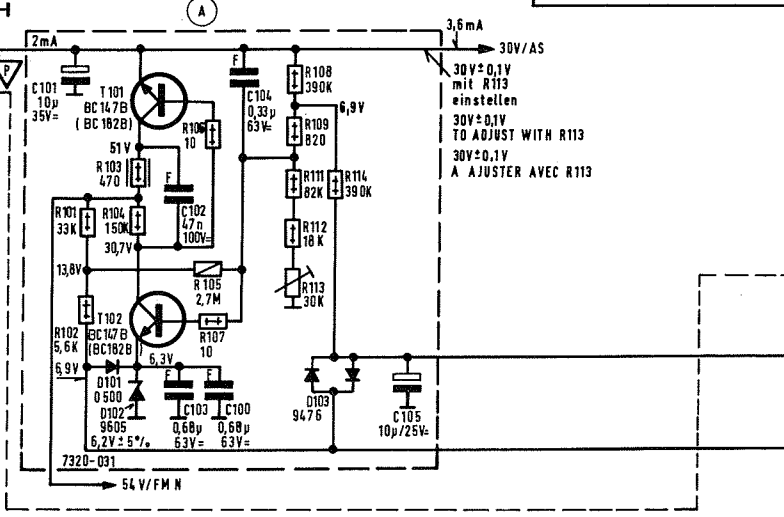 A
2mA
3,6mA
30V/AS
P
C101
10µ
35V=
T101
BC147B
(BC182B)
R106
10
F
C104
0,33µ
63V=
R108
390K
6,9V
R109
820
30V±0,1V
mit R113
einstellen
30V±0,1V
TO ADJUST WITH R113
30V±0,1V
A AJUSTER AVEC R113
51V
R103
470
F
C102
47n
100V=
R111
82K
R114
390K
R101
33K
R104
150K
30,7V
R112
18K
13,8V
R105
2,7M
R113
30K
R102
5,6K
T102
BC147B
(BC182B)
R107
10
6,9V
6,3V
D101
0500
D102
9605
6,2V±5%
F
C103
0,68µ
63V=
F
C100
0,68µ
63V=
D103
9476
C105
10µ/25V=
7320-031
54V/FM N